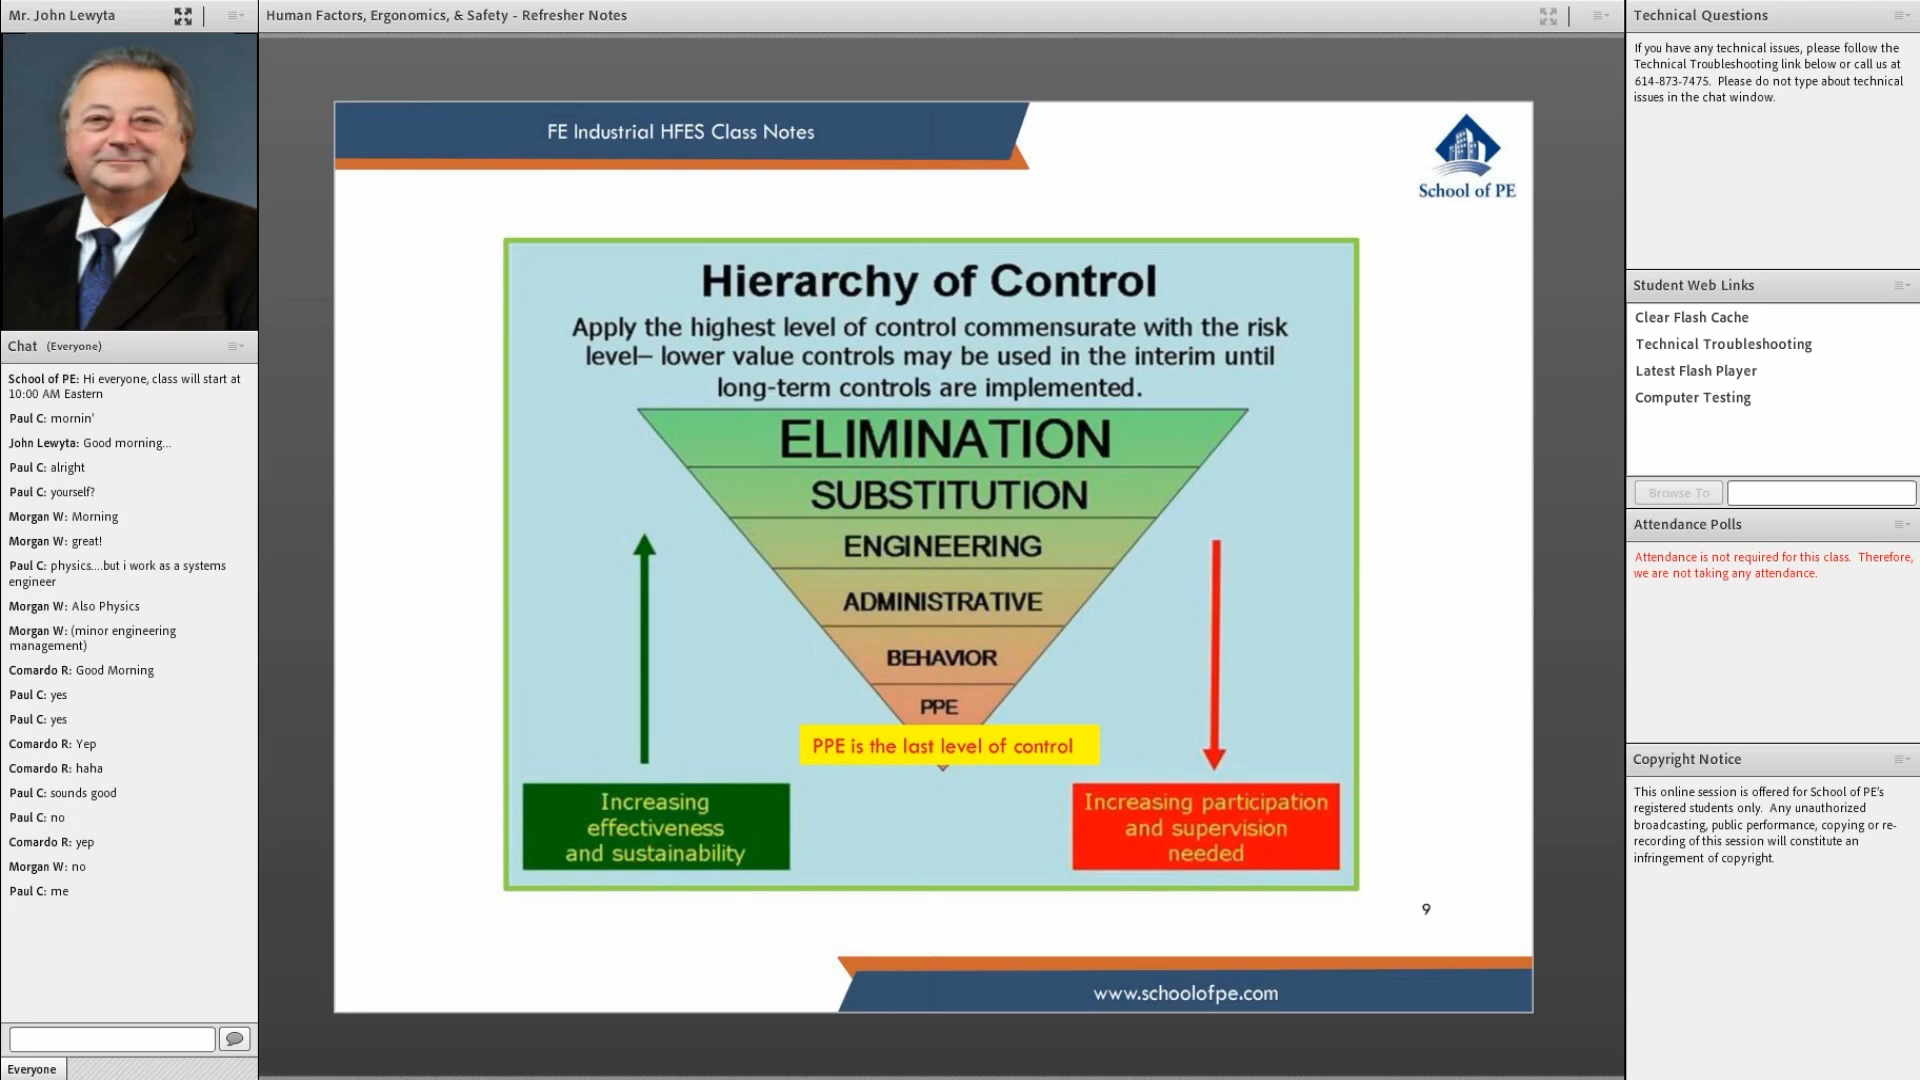 Mr. John Lewyta
Human Factors, Ergonomics, & Safety - Refresher Notes
Chat (Everyone)
School of PE: Hi everyone, class will start at
10:00 AM Eastern
Paul C: mornin'
John Lewyta: Good morning...
Paul C: alright
Paul C: yourself?
Morgan W: Morning
Morgan W: great!
Paul C: physics....but i work as a systems
engineer
Morgan W: Also Physics
Morgan W: (minor engineering
management)
Comardo R: Good Morning
Paul C: yes
Paul C: yes
Comardo R: Yep
Comardo R: haha
Paul C: sounds good
Paul C: no
Comardo R: yep
Morgan W: no
Paul C: me
Everyone
FE Industrial HFES Class Notes
School of PE
Hierarchy of Control
Apply the highest level of control commensurate with the risk
level– lower value controls may be used in the interim until
long-term controls are implemented.
ELIMINATION
SUBSTITUTION
ENGINEERING
ADMINISTRATIVE
BEHAVIOR
PPE
PPE is the last level of control
Increasing
effectiveness
and sustainability
Increasing participation
and supervision
needed
9
www.schoolofpe.com
Technical Questions
If you have any technical issues, please follow the
Technical Troubleshooting link below or call us at
614-873-7475. Please do not type about technical
issues in the chat window.
Student Web Links
Clear Flash Cache
Technical Troubleshooting
Latest Flash Player
Computer Testing
Browse To
Attendance Polls
Attendance is not required for this class. Therefore,
we are not taking any attendance.
Copyright Notice
This online session is offered for School of PE's
registered students only. Any unauthorized
broadcasting, public performance, copying or re-
recording of this session will constitute an
infringement of copyright.